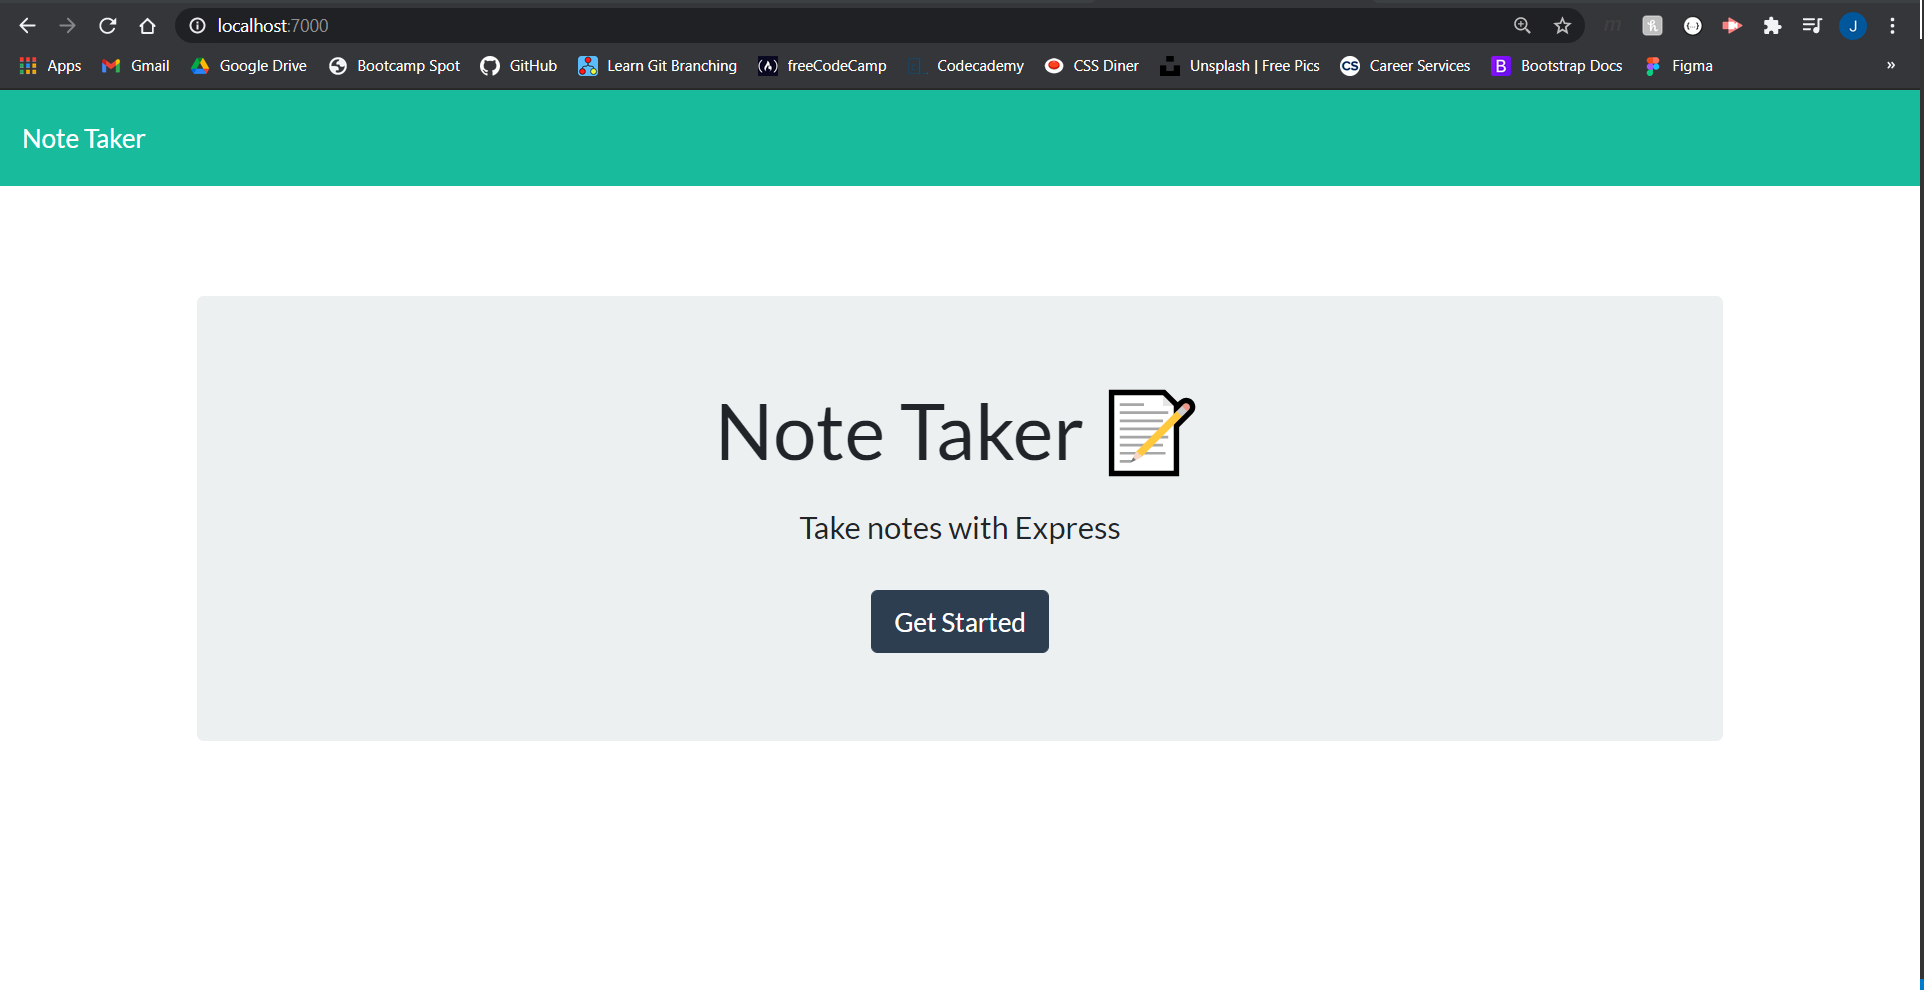 localhost:7000
Apps Gmail Google Drive Bootcamp Spot GitHub Learn Git Branching freeCodeCamp Codecademy CSS Diner Unsplash | Free Pics CS Career Services B Bootstrap Docs Figma »
Note Taker
Note Taker
Take notes with Express
Get Started